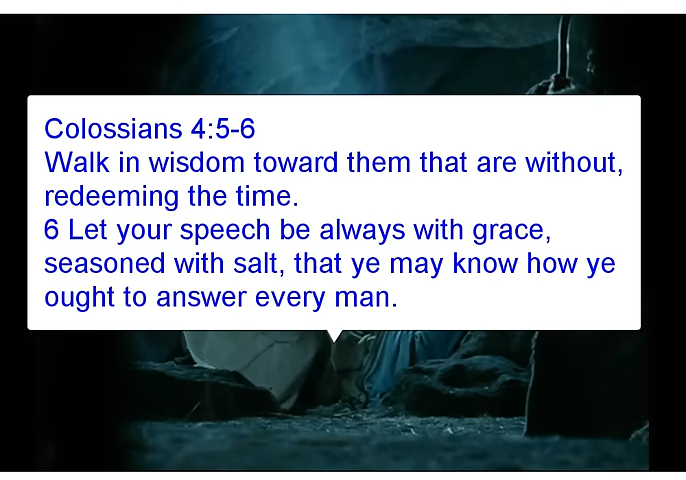 Colossians 4:5-6
Walk in wisdom toward them that are without,
redeeming the time.
6 Let your speech be always with grace,
seasoned with salt, that ye may know how ye
ought to answer every man.